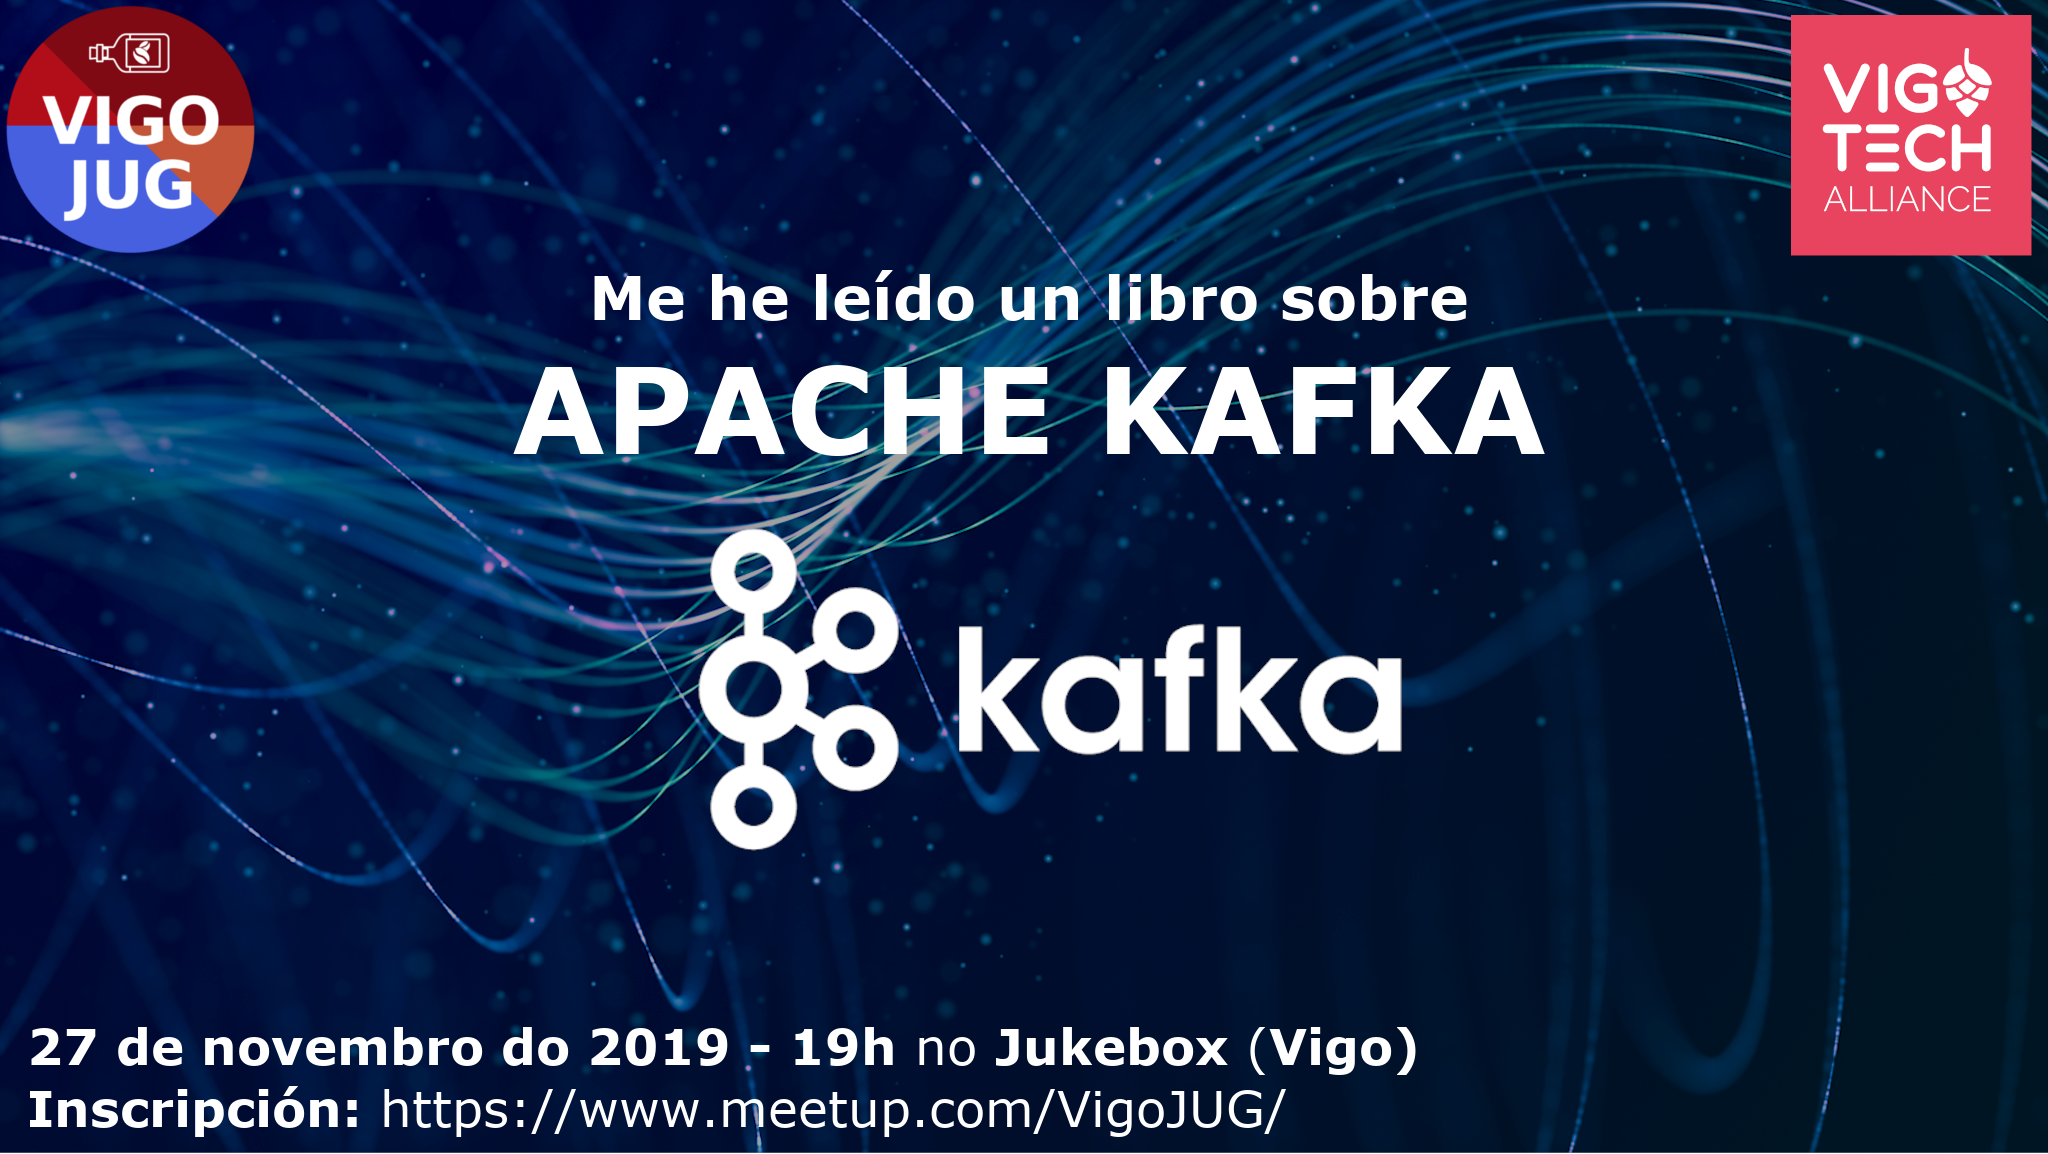 VIGO
JUG
VIGO
TECH
ALLIANCE
Me he leído un libro sobre
APACHE KAFKA
kafka
27 de novembro do 2019 - 19h no Jukebox (Vigo)
Inscripción: https://www.meetup.com/VigoJUG/